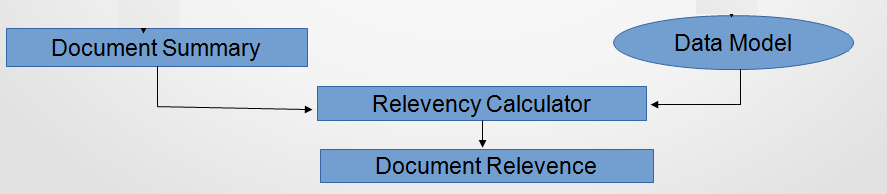 Document Summary
Data Model
Relevency Calculator
Document Relevence